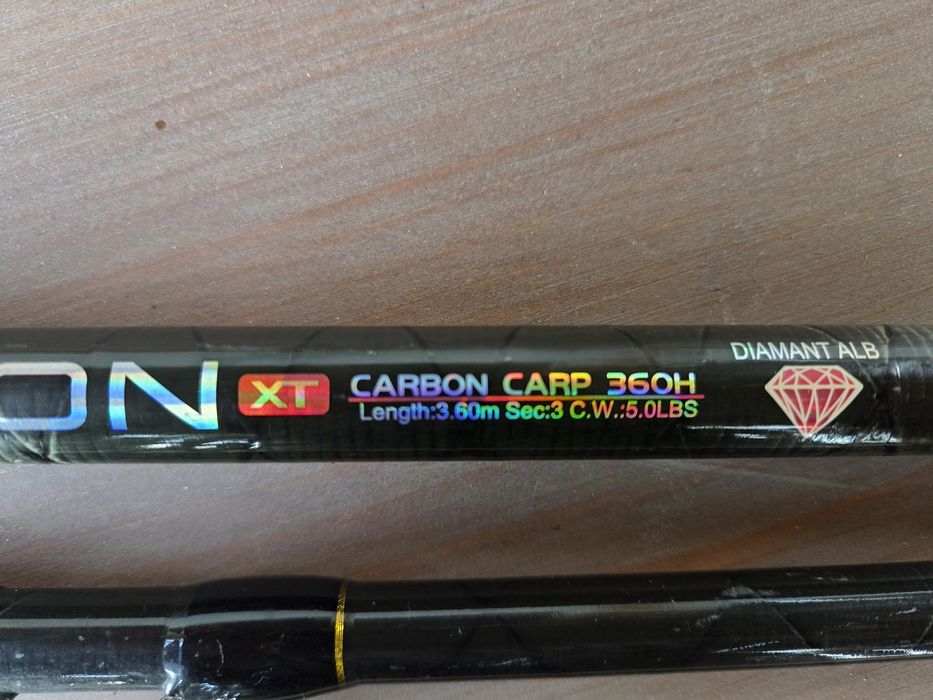 ON XT CARBON CARP 360H
Length:3.60m Sec:3 C.W.:5.0LBS
DIAMANT ALB